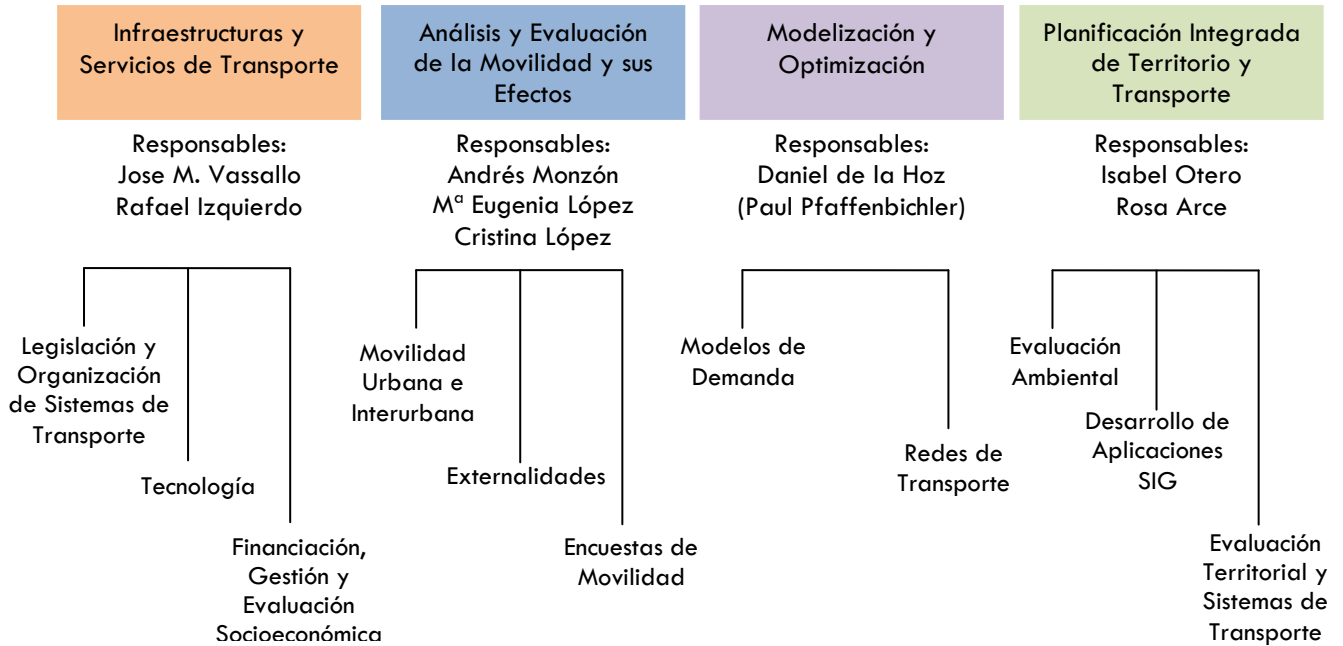 Infraestructuras y
Servicios de Transporte
Responsables:
Jose M. Vassallo
Rafael Izquierdo
Legislación y
Organización
de Sistemas de
Transporte
Tecnología
Financiación,
Gestión y
Evaluación
Socioeconómica
Análisis y Evaluación
de la Movilidad y sus
Efectos
Responsables:
Andrés Monzón
Mª Eugenia López
Cristina López
Movilidad
Urbana e
Interurbana
Externalidades
Encuestas de
Movilidad
Modelización y
Optimización
Responsables:
Daniel de la Hoz
(Paul Pfaffenbichler)
Modelos de
Demanda
Redes de
Transporte
Planificación Integrada
de Territorio y
Transporte
Responsables:
Isabel Otero
Rosa Arce
Evaluación
Ambiental
Desarrollo de
Aplicaciones
SIG
Evaluación
Territorial y
Sistemas de
Transporte